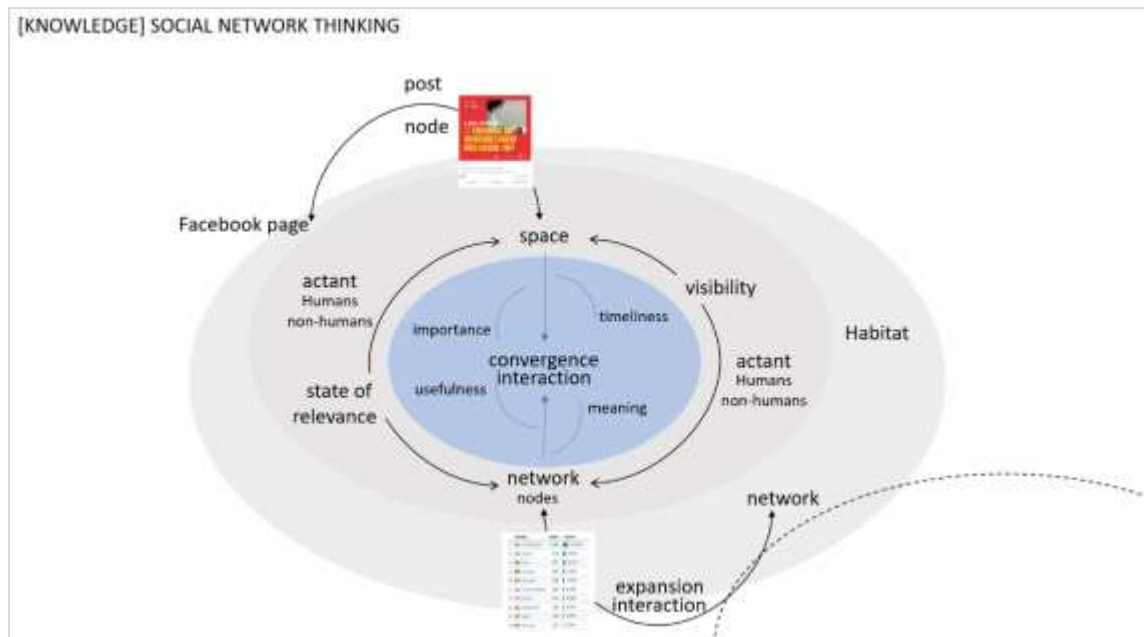 [KNOWLEDGE] SOCIAL NETWORK THINKING
post
node
Facebook page
space
actant
Humans
non-humans
visibility
importance
timeliness
Habitat
convergence
interaction
actant
Humans
non-humans
usefulness
meaning
state of
relevance
network
nodes
network
expansion
interaction